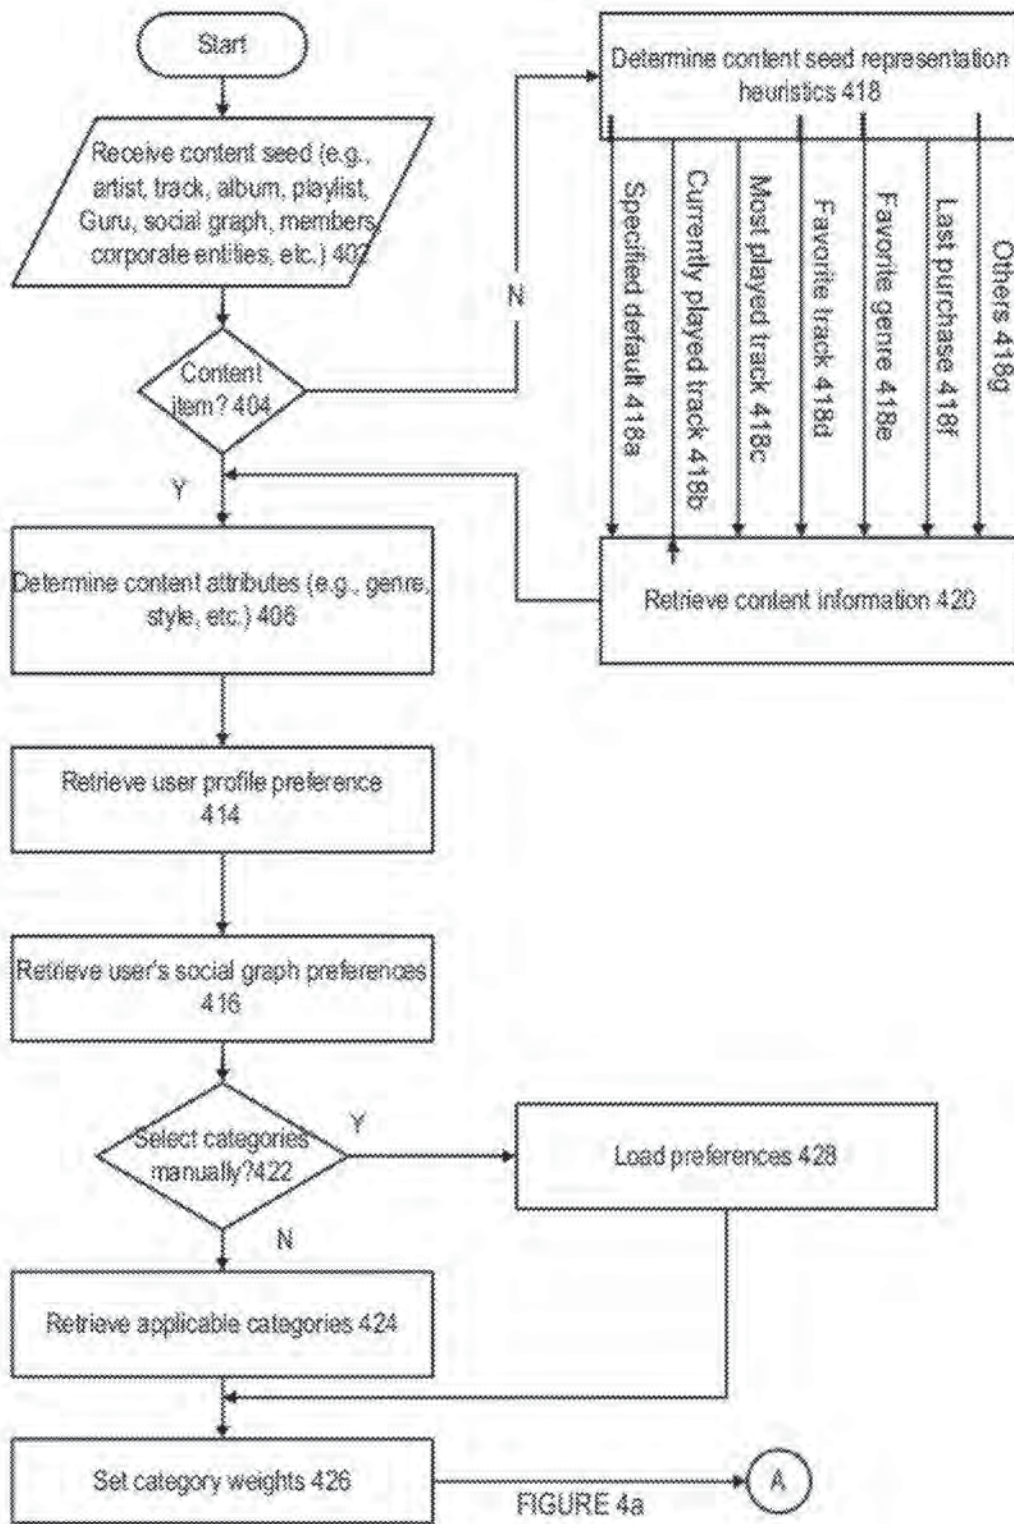 Start
Receive content seed (e.g.,
artist, track, album, playlist,
Guru, social graph, members,
corporate entities, etc.) 402
Content
item? 404
Y
N
Determine content seed representation
heuristics 418
Specified default 418a
Currently played track 418b
Most played track 418c
Favorite track 418d
Favorite genre 418e
Last purchase 418f
Others 418g
Retrieve content information 420
Determine content attributes (e.g., genre,
style, etc.) 406
Retrieve user profile preference
414
Retrieve user's social graph preferences
416
Select categories
manually?422
Y
N
Load preferences 428
Retrieve applicable categories 424
Set category weights 426
A
FIGURE 4a